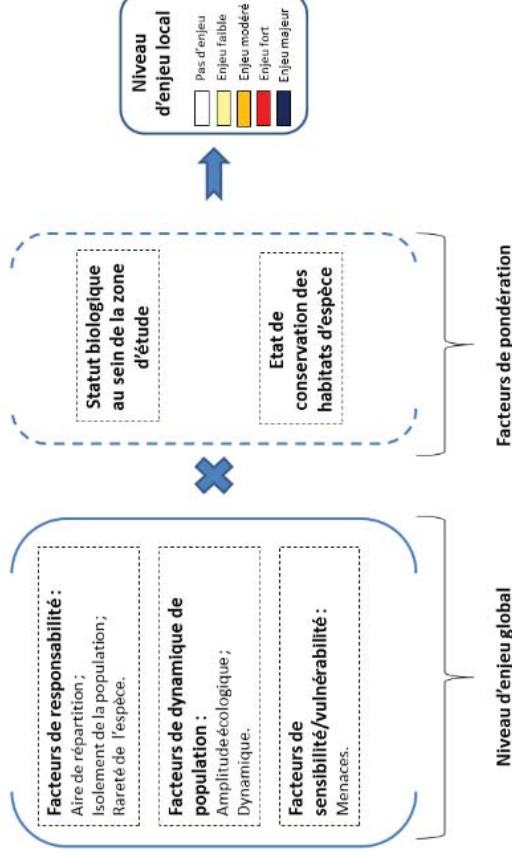 Facteurs de responsabilité :
Aire de répartition ;
Isolement de la population ;
Rareté de l'espèce.
Facteurs de dynamique de
population :
Amplitude écologique ;
Dynamique.
Facteurs de
sensibilité/vulnérabilité :
Menaces.
Niveau d'enjeu global
Statut biologique
au sein de la zone
d'étude
Etat de
conservation des
habitats d'espèce
Facteurs de pondération
Niveau
d'enjeu local
Pas d'enjeu
Enjeu faible
Enjeu modéré
Enjeu fort
Enjeu majeur